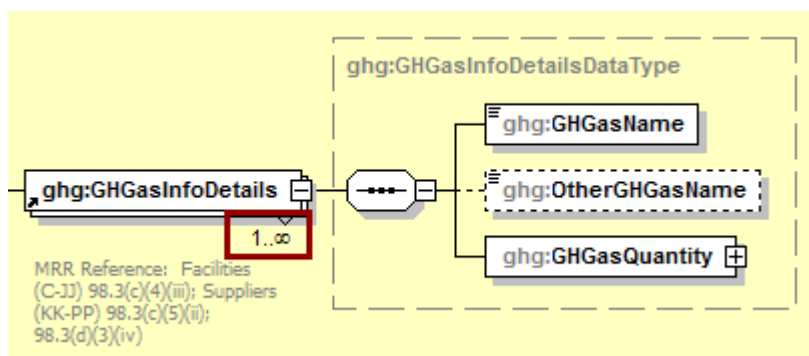 ghg:GHGasInfoDetailsDataType
ghg:GHGasName
ghg:GHGasInfoDetails
ghg:OtherGHGasName
1..∞
ghg:GHGasQuantity
MRR Reference: Facilities
(C-JJ) 98.3(c)(4)(iii); Suppliers
(KK-PP) 98.3(c)(5)(ii);
98.3(d)(3)(iv)